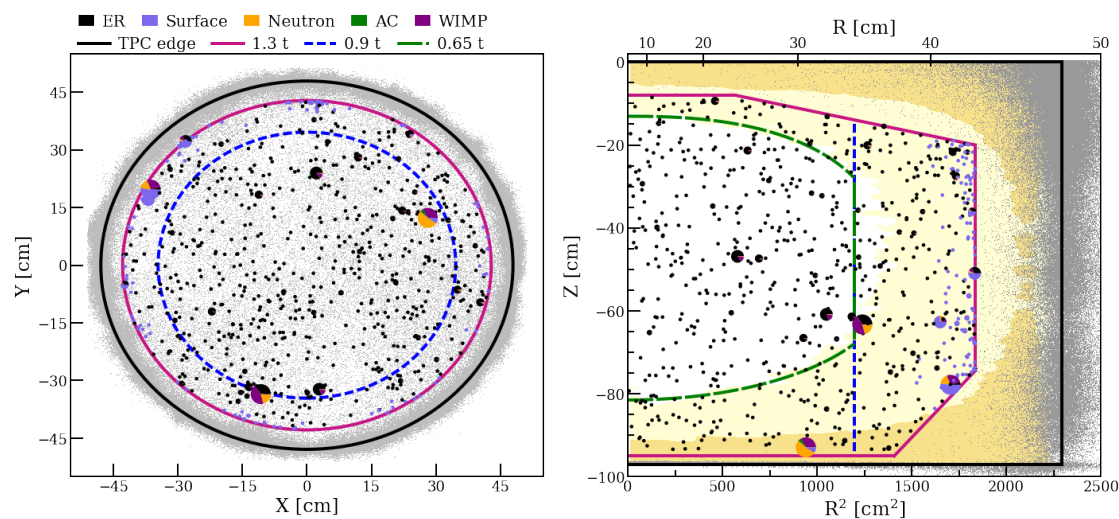 ER Surface Neutron AC WIMP
TPC edge 1.3 t 0.9 t 0.65 t
45
30
15
0
−15
−30
−45
Y [cm]
−45 −30 −15 0 15 30 45
X [cm]
R [cm]
10 20 30 40 50
0
−20
−40
−60
−80
−100
Z [cm]
0 500 1000 1500 2000 2500
R² [cm²]